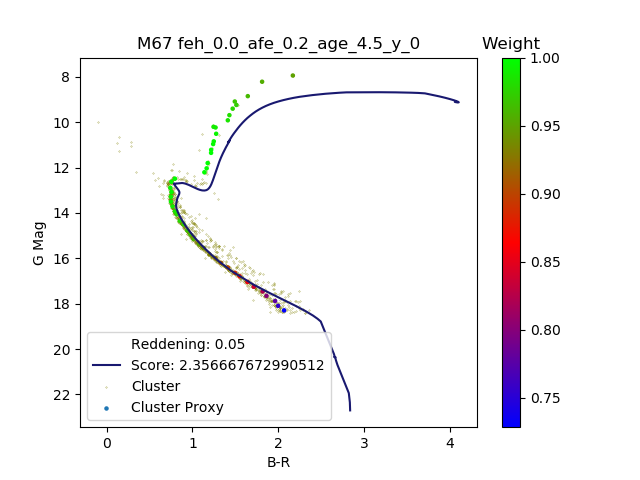 M67 feh_0.0_afe_0.2_age_4.5_y_0
Weight
8
10
12
14
16
18
20
22
G Mag
0
1
2
3
4
B-R
Reddening: 0.05
Score: 2.356667672990512
Cluster
Cluster Proxy
1.00
0.95
0.90
0.85
0.80
0.75